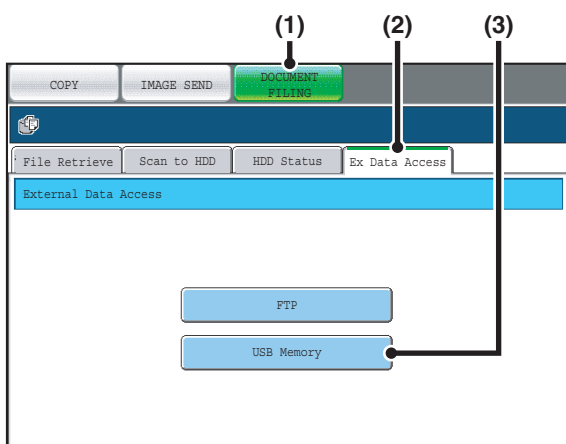 (1) (2) (3)
COPY IMAGE SEND DOCUMENT FILING
File Retrieve Scan to HDD HDD Status Ex Data Access
External Data Access
FTP
USB Memory